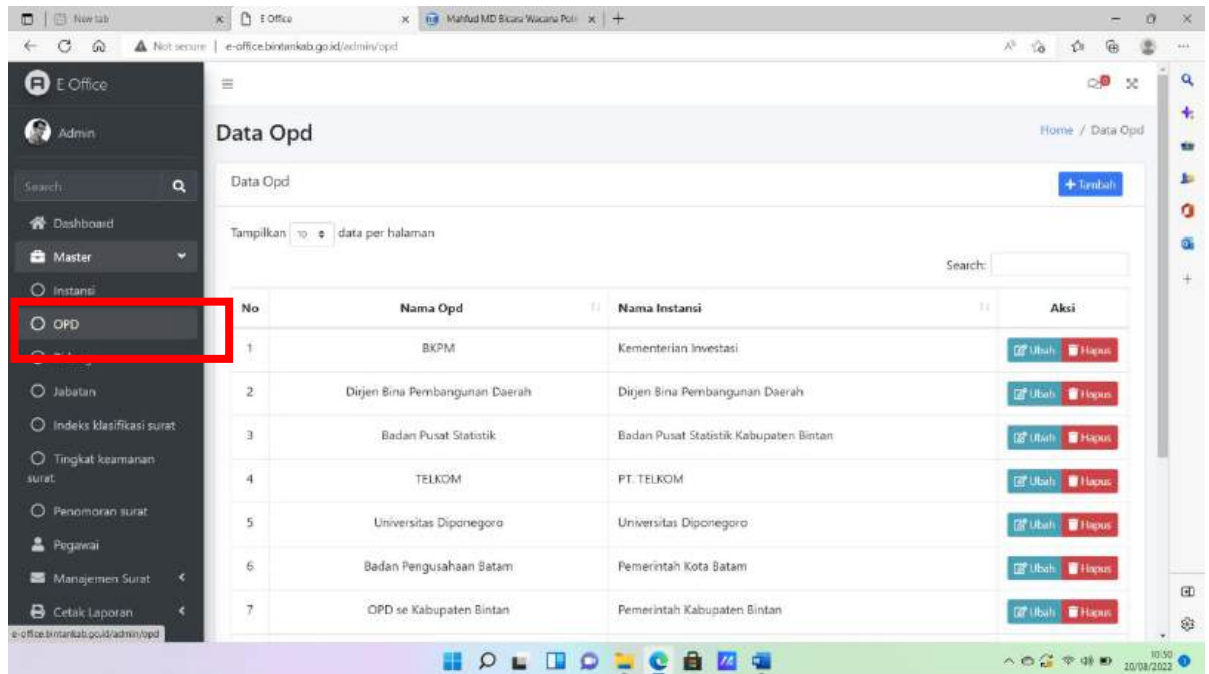 New tab
E Office
Mahfud MD Bicara Wacana Poli
Not secure
e-office.bintankab.go.id/admin/opd
E Office
Admin
Search
Dashboard
Master
Instansi
OPD
Jabatan
Indeks klasifikasi surat
Tingkat keamanan
surat
Penomoran surat
Pegawai
Manajemen Surat
Cetak Laporan
e-office.bintankab.go.id/admin/opd
Data Opd
Home / Data Opd
Data Opd
+ Tambah
Tampilkan 10 data per halaman
Search:
No Nama Opd Nama Instansi Aksi
1 BKPM Kementerian Investasi Ubah Hapus
2 Dirjen Bina Pembangunan Daerah Dirjen Bina Pembangunan Daerah Ubah Hapus
3 Badan Pusat Statistik Badan Pusat Statistik Kabupaten Bintan Ubah Hapus
4 TELKOM PT. TELKOM Ubah Hapus
5 Universitas Diponegoro Universitas Diponegoro Ubah Hapus
6 Badan Pengusahaan Batam Pemerintah Kota Batam Ubah Hapus
7 OPD se Kabupaten Bintan Pemerintah Kabupaten Bintan Ubah Hapus
10:50
20/08/2022